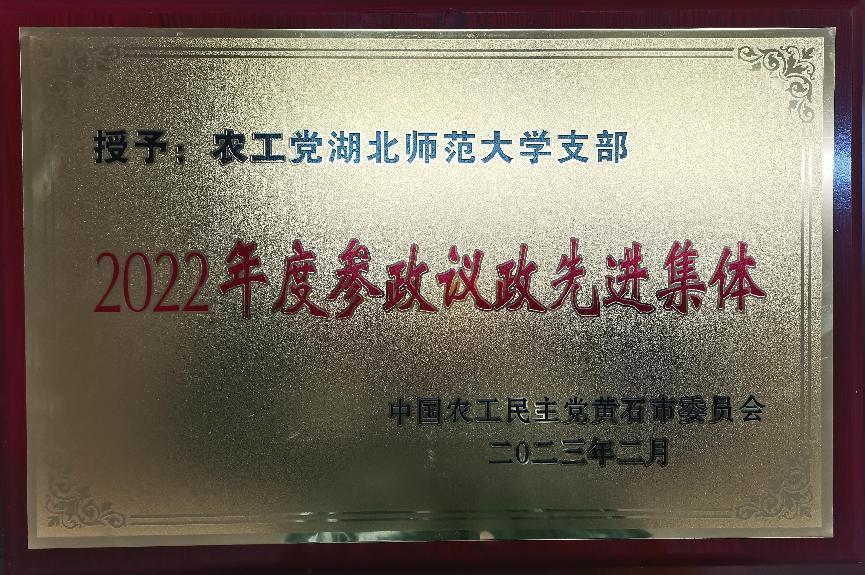 授予：农工党湖北师范大学支部
2022年度参政议政先进集体
中国农工民主党黄石市委员会
二〇二三年二月